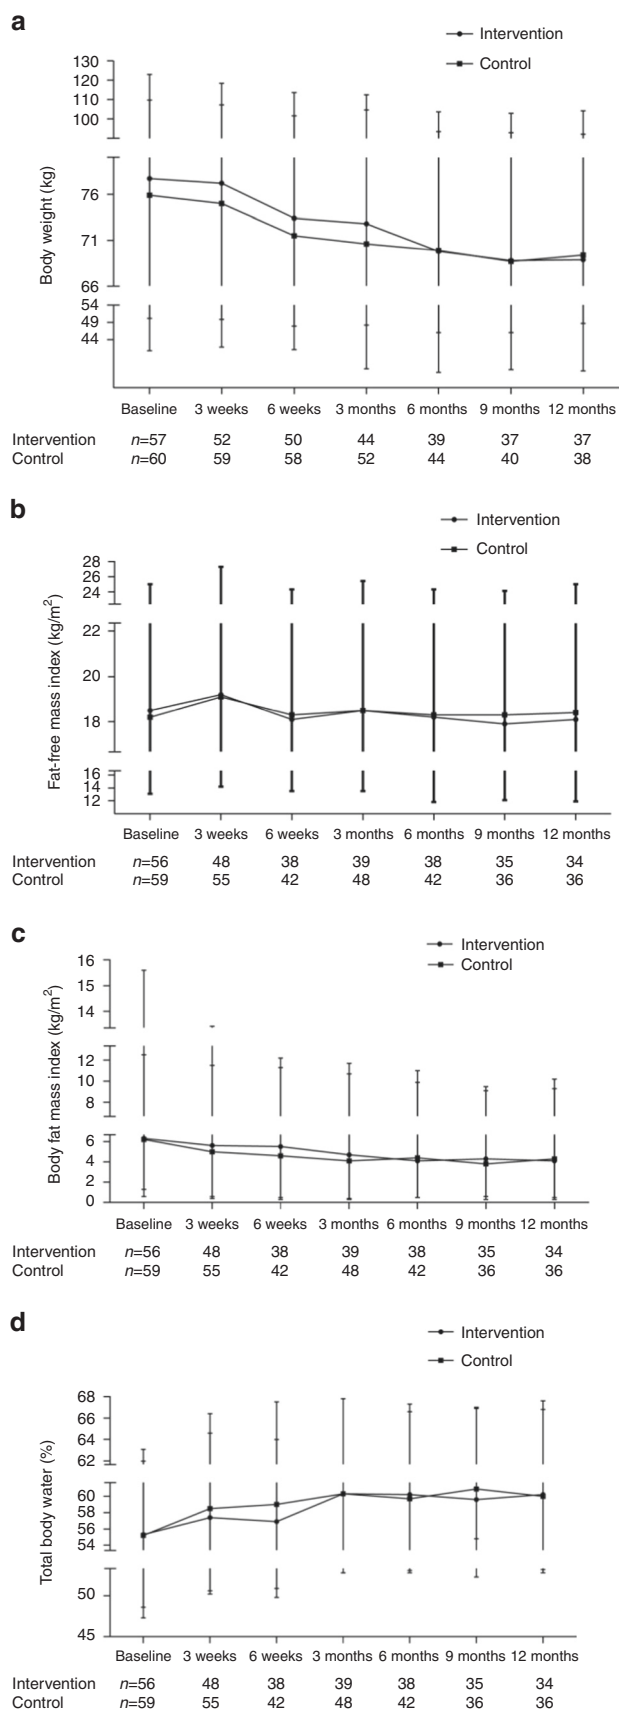 a
Intervention
Control
130
120
110
100
76
71
66
54
49
44
Body weight (kg)
Baseline 3 weeks 6 weeks 3 months 6 months 9 months 12 months
Intervention n=57 52 50 44 39 37 37
Control n=60 59 58 52 44 40 38
b
Intervention
Control
28
26
24
22
20
18
16
14
12
Fat-free mass index (kg/m²)
Baseline 3 weeks 6 weeks 3 months 6 months 9 months 12 months
Intervention n=56 48 38 39 38 35 34
Control n=59 55 42 48 42 36 36
c
Intervention
Control
16
15
14
12
10
8
6
4
2
0
Body fat mass index (kg/m²)
Baseline 3 weeks 6 weeks 3 months 6 months 9 months 12 months
Intervention n=56 48 38 39 38 35 34
Control n=59 55 42 48 42 36 36
d
Intervention
Control
68
66
64
62
60
58
56
54
50
45
Total body water (%)
Baseline 3 weeks 6 weeks 3 months 6 months 9 months 12 months
Intervention n=56 48 38 39 38 35 34
Control n=59 55 42 48 42 36 36